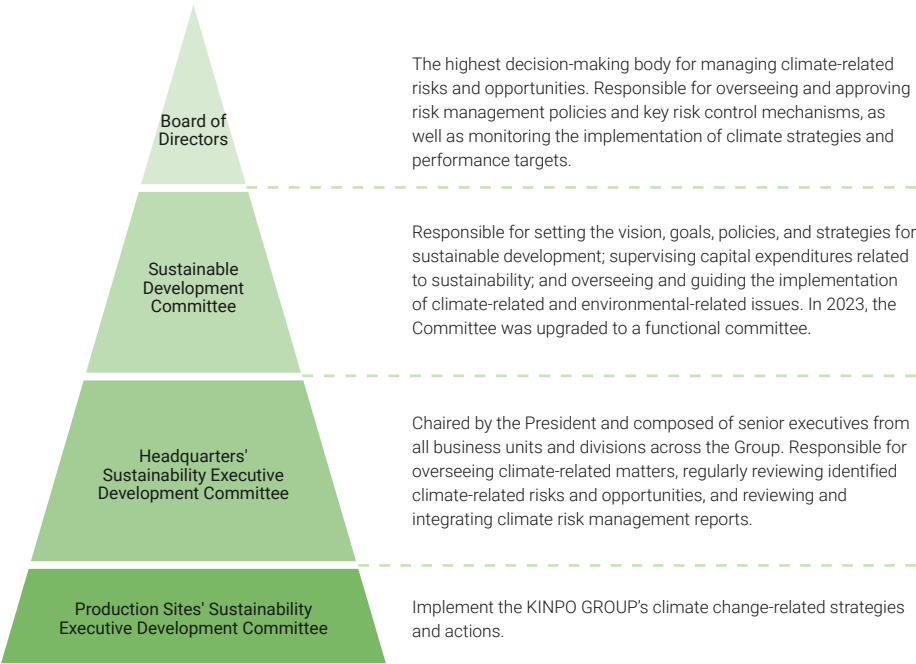 Board of
Directors
The highest decision-making body for managing climate-related
risks and opportunities. Responsible for overseeing and approving
risk management policies and key risk control mechanisms, as
well as monitoring the implementation of climate strategies and
performance targets.
Sustainable
Development
Committee
Responsible for setting the vision, goals, policies, and strategies for
sustainable development; supervising capital expenditures related
to sustainability; and overseeing and guiding the implementation
of climate-related and environmental-related issues. In 2023, the
Committee was upgraded to a functional committee.
Headquarters'
Sustainability Executive
Development Committee
Chaired by the President and composed of senior executives from
all business units and divisions across the Group. Responsible for
overseeing climate-related matters, regularly reviewing identified
climate-related risks and opportunities, and reviewing and
integrating climate risk management reports.
Production Sites' Sustainability
Executive Development Committee
Implement the KINPO GROUP's climate change-related strategies
and actions.